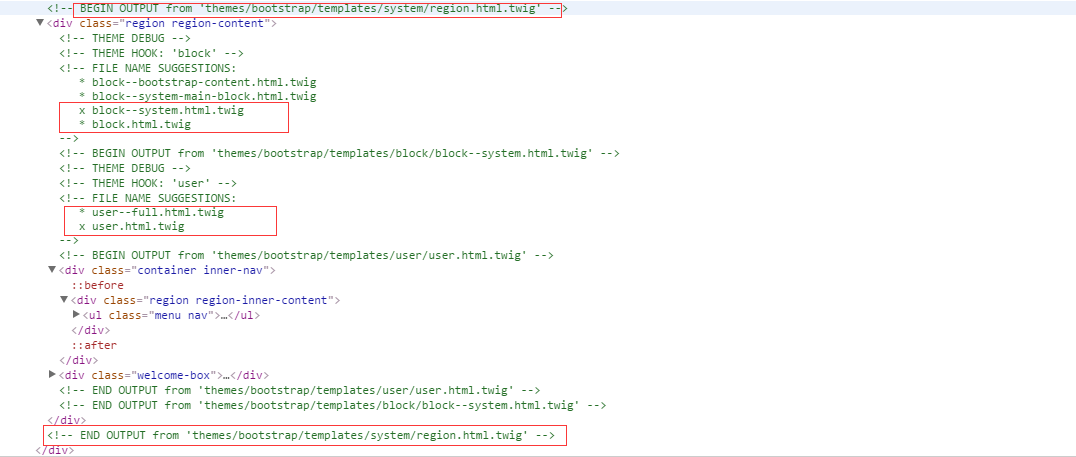 <!-- BEGIN OUTPUT from 'themes/bootstrap/templates/system/region.html.twig' -->
▼<div class="region region-content">
<!-- THEME DEBUG -->
<!-- THEME HOOK: 'block' -->
<!-- FILE NAME SUGGESTIONS:
* block--bootstrap-content.html.twig
* block--system-main-block.html.twig
x block--system.html.twig
* block.html.twig
-->
<!-- BEGIN OUTPUT from 'themes/bootstrap/templates/block/block--system.html.twig' -->
<!-- THEME DEBUG -->
<!-- THEME HOOK: 'user' -->
<!-- FILE NAME SUGGESTIONS:
* user--full.html.twig
x user.html.twig
-->
<!-- BEGIN OUTPUT from 'themes/bootstrap/templates/user/user.html.twig' -->
▼<div class="container inner-nav">
::before
▼<div class="region region-inner-content">
▶<ul class="menu nav">…</ul>
</div>
::after
</div>
▶<div class="welcome-box">…</div>
<!-- END OUTPUT from 'themes/bootstrap/templates/user/user.html.twig' -->
<!-- END OUTPUT from 'themes/bootstrap/templates/block/block--system.html.twig' -->
</div>
<!-- END OUTPUT from 'themes/bootstrap/templates/system/region.html.twig' -->
</div>